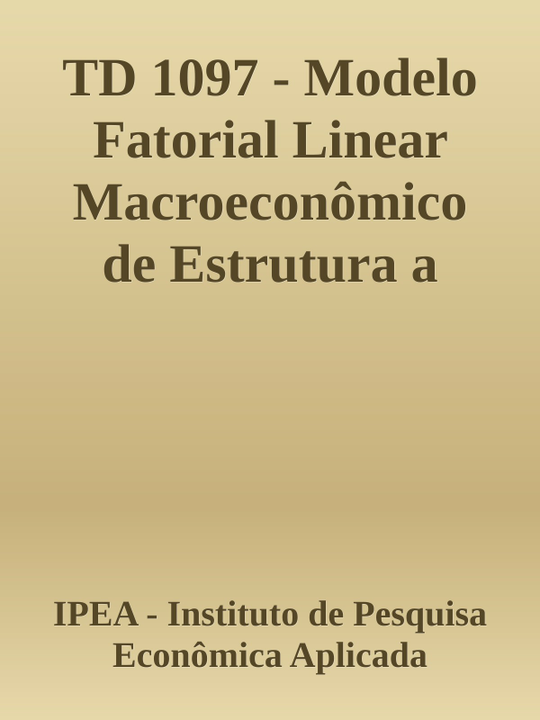 TD 1097 - Modelo
Fatorial Linear
Macroeconômico
de Estrutura a
IPEA - Instituto de Pesquisa
Econômica Aplicada